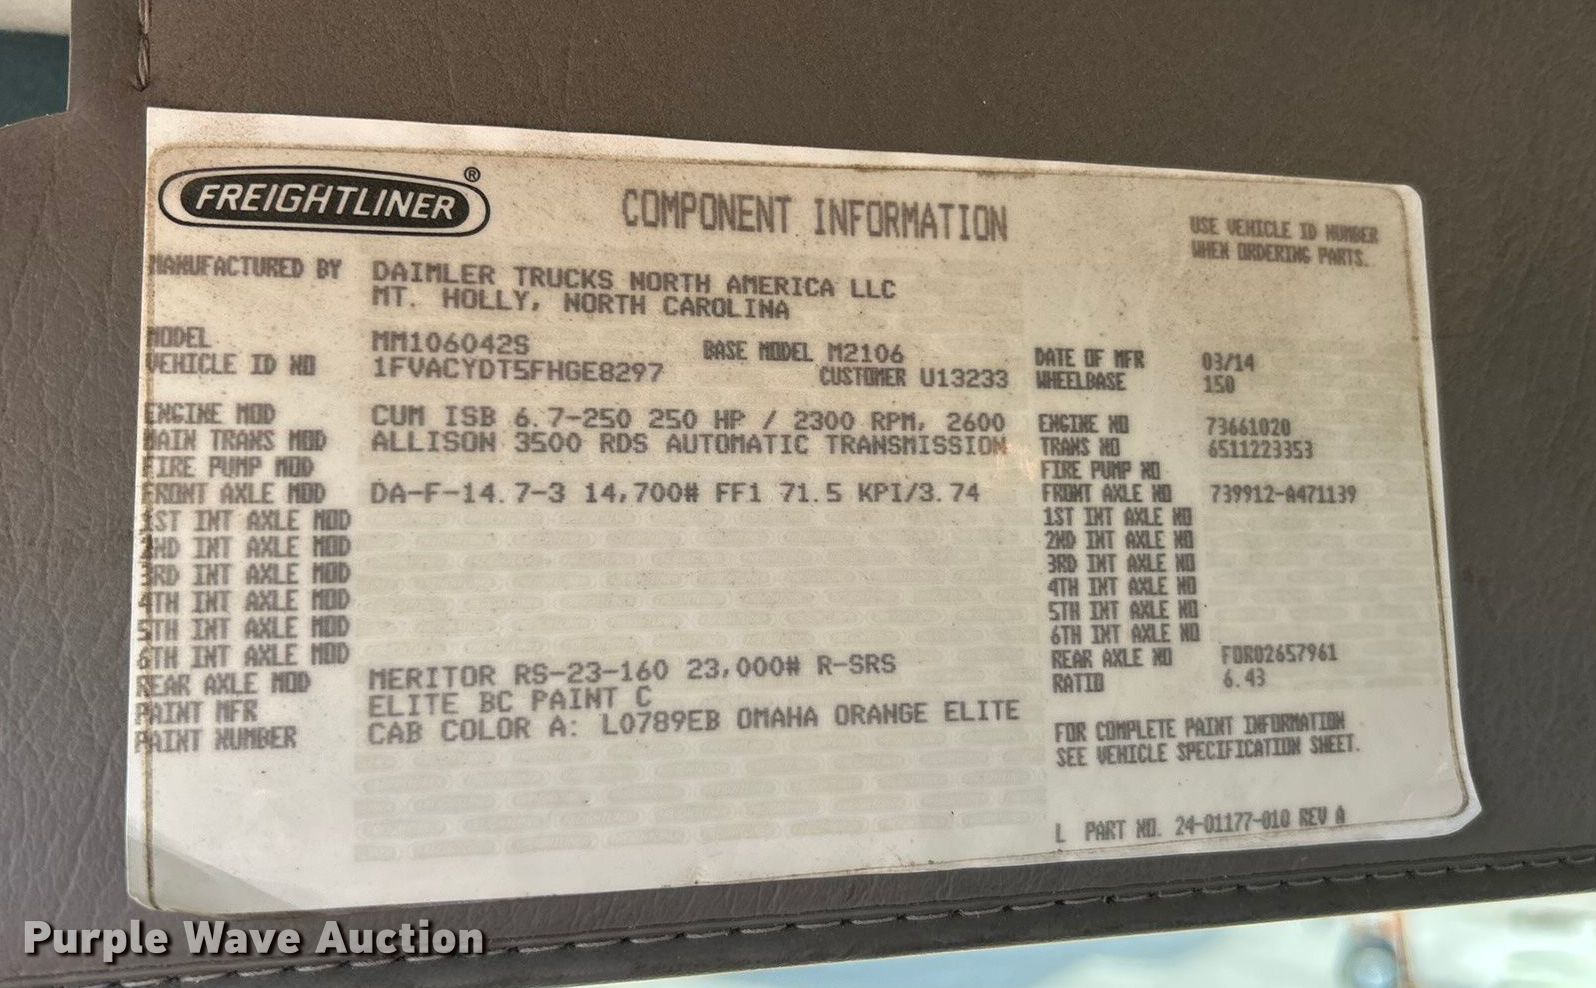 FREIGHTLINER®
COMPONENT INFORMATION
USE VEHICLE ID NUMBER
WHEN ORDERING PARTS.
MANUFACTURED BY DAIMLER TRUCKS NORTH AMERICA LLC
MT. HOLLY, NORTH CAROLINA
MODEL MM106042S BASE MODEL M2106 DATE OF MFR 03/14
VEHICLE ID NO 1FVACYDT5FHGE8297 CUSTOMER U13233 WHEELBASE 150
ENGINE MOD CUM ISB 6.7-250 250 HP / 2300 RPM, 2600 ENGINE NO 73661020
MAIN TRANS MOD ALLISON 3500 RDS AUTOMATIC TRANSMISSION TRANS NO 6511223353
FIRE PUMP MOD FIRE PUMP NO
FRONT AXLE MOD DA-F-14.7-3 14,700# FF1 71.5 KPI/3.74 FRONT AXLE NO 739912-A471139
1ST INT AXLE MOD 1ST INT AXLE NO
2ND INT AXLE MOD 2ND INT AXLE NO
3RD INT AXLE MOD 3RD INT AXLE NO
4TH INT AXLE MOD 4TH INT AXLE NO
5TH INT AXLE MOD 5TH INT AXLE NO
6TH INT AXLE MOD 6TH INT AXLE NO
REAR AXLE MOD MERITOR RS-23-160 23,000# R-SRS REAR AXLE NO FOR02657961
PAINT MFR ELITE BC PAINT C RATIO 6.43
PAINT NUMBER CAB COLOR A: L0789EB OMAHA ORANGE ELITE
FOR COMPLETE PAINT INFORMATION
SEE VEHICLE SPECIFICATION SHEET.
L PART NO. 24-01177-010 REV A
Purple Wave Auction